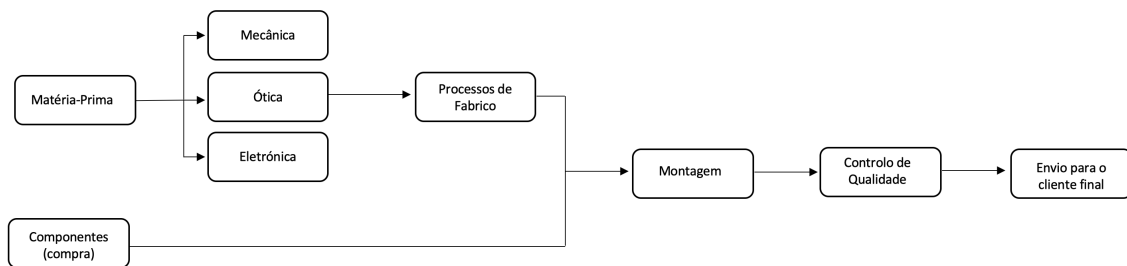 Matéria-Prima
Mecânica
Ótica
Eletrónica
Processos de
Fabrico
Componentes
(compra)
Montagem
Controlo de
Qualidade
Envio para o
cliente final